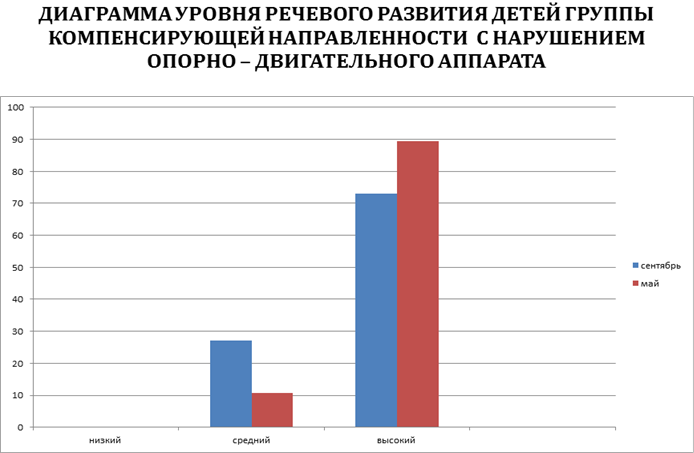 ДИАГРАММА УРОВНЯ РЕЧЕВОГО РАЗВИТИЯ ДЕТЕЙ ГРУППЫ
КОМПЕНСИРУЮЩЕЙ НАПРАВЛЕННОСТИ С НАРУШЕНИЕМ
ОПОРНО – ДВИГАТЕЛЬНОГО АППАРАТА
100
90
80
70
60
50
40
30
20
10
0
низкий
средний
высокий
сентябрь
май